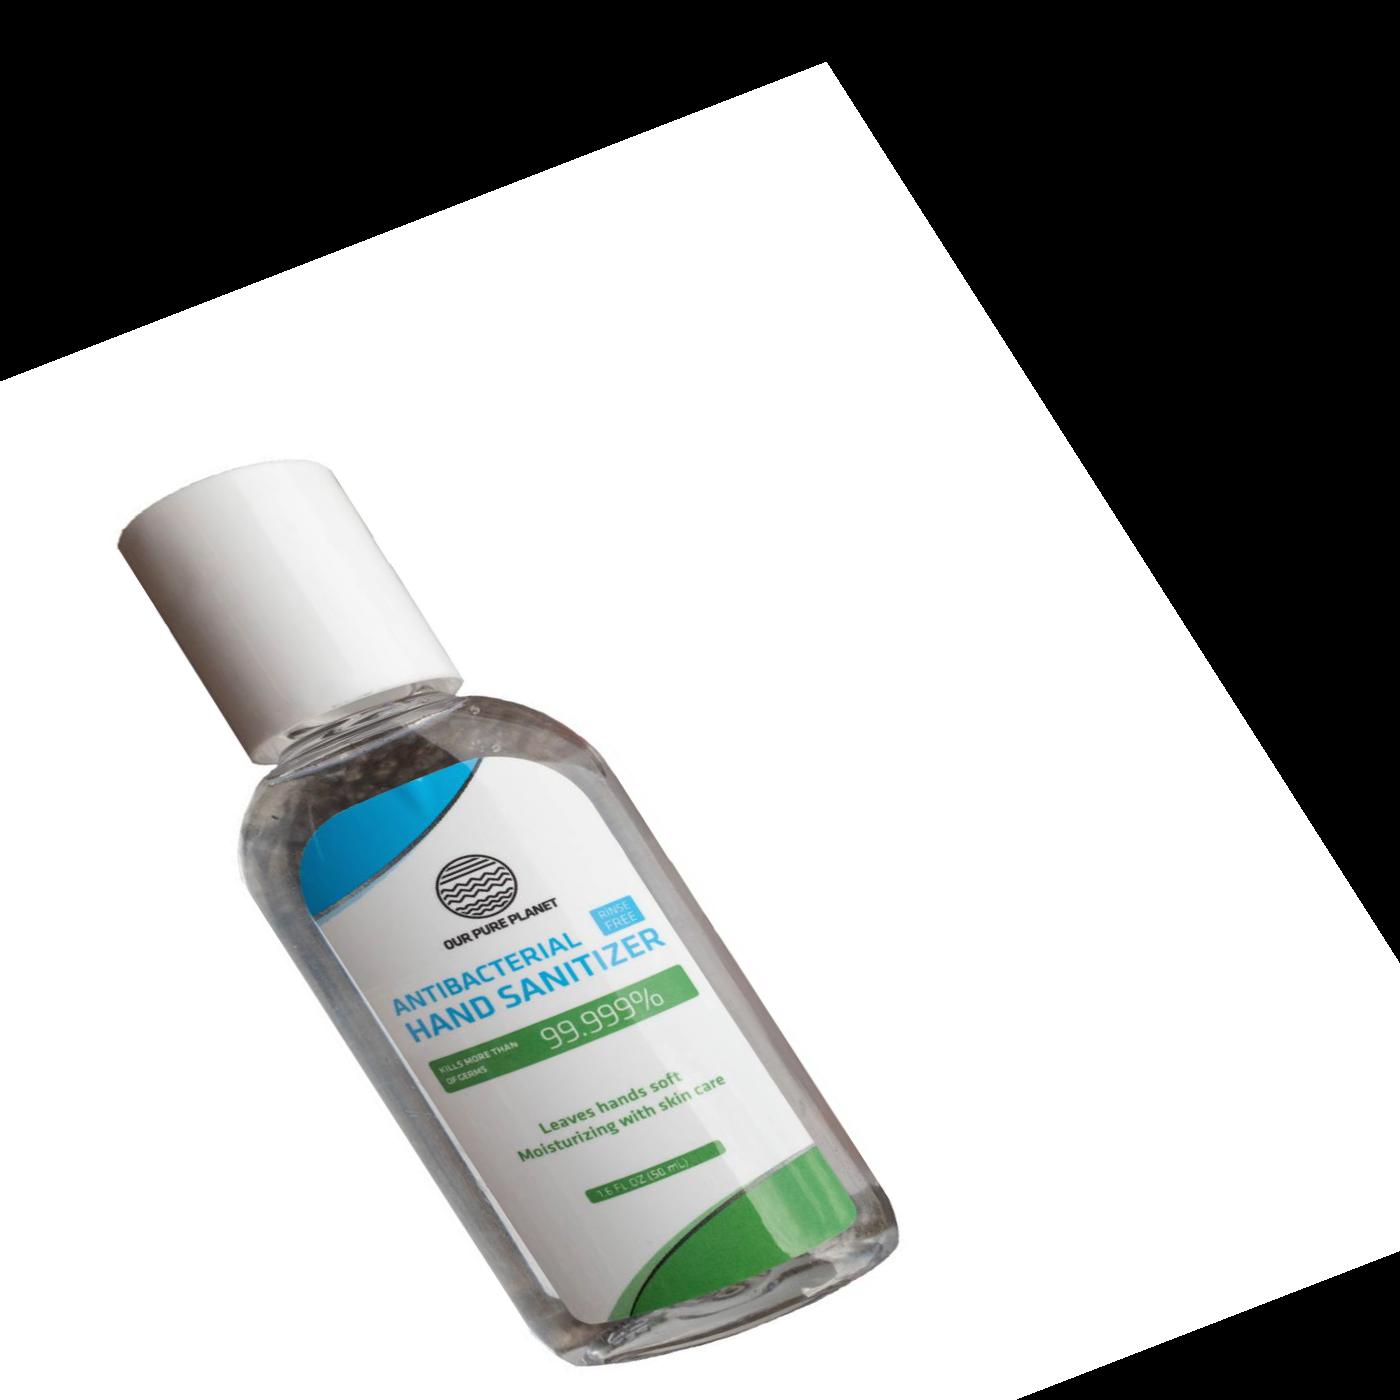 OUR PURE PLANET
RINSE
FREE
ANTIBACTERIAL
HAND SANITIZER
KILLS MORE THAN
99.999%
OF GERMS
Leaves hands soft
Moisturizing with skin care
1.6 FL OZ (50 mL)